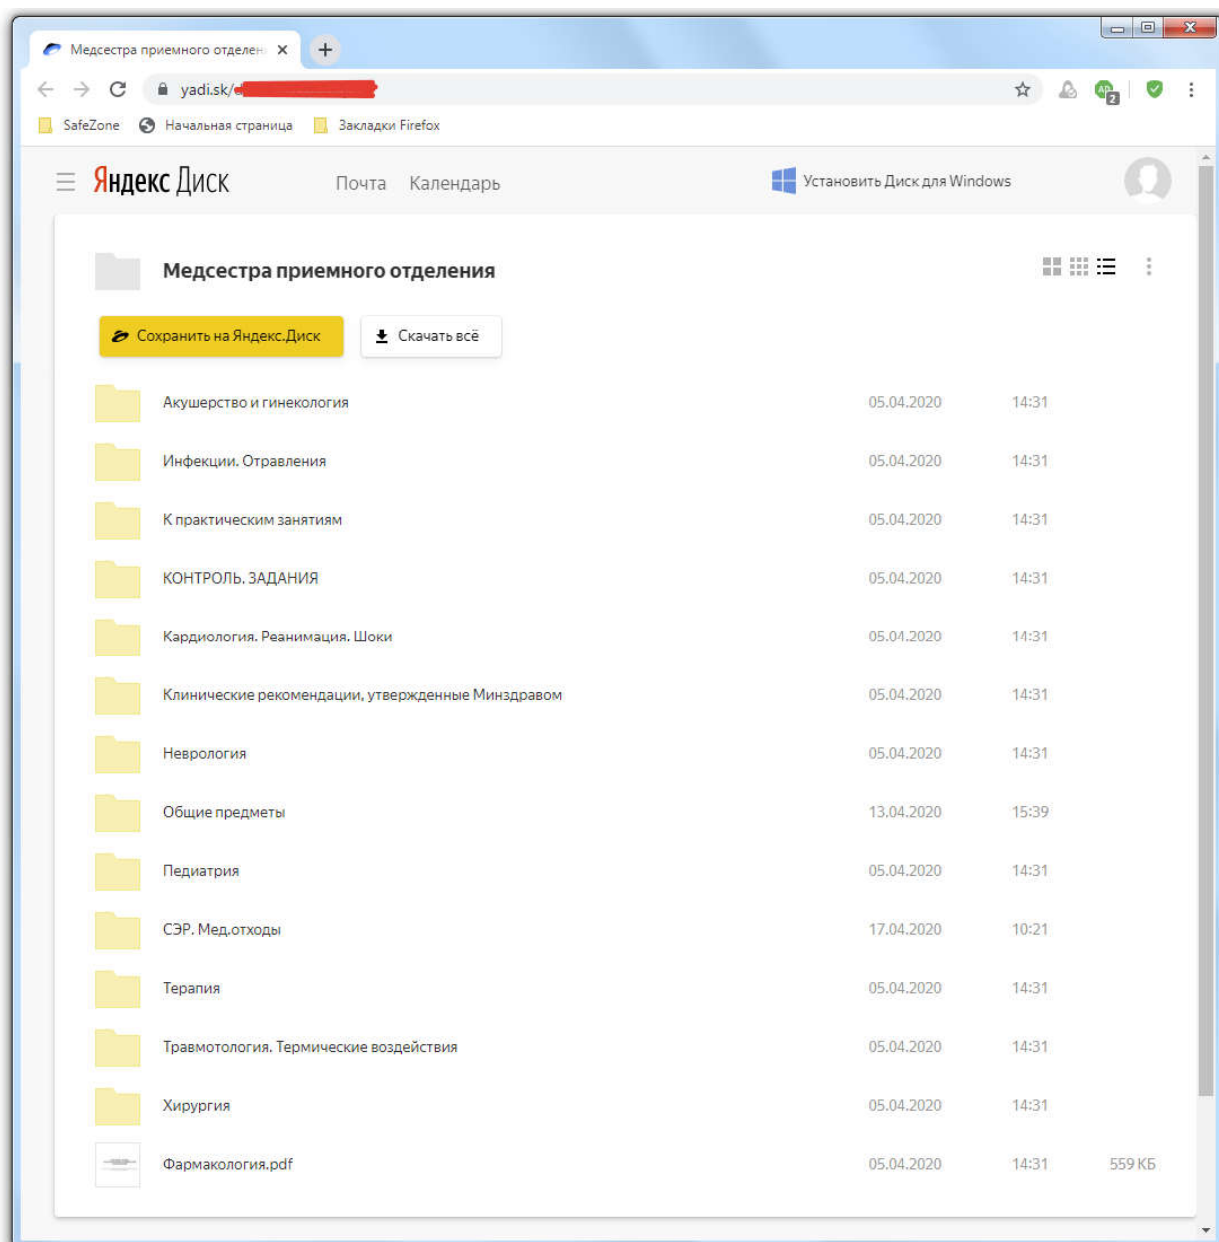 Медсестра приемного отделен
yadi.sk/
2
SafeZone Начальная страница Закладки Firefox
Яндекс Диск Почта Календарь Установить Диск для Windows
Медсестра приемного отделения
Сохранить на Яндекс.Диск Скачать всё
Акушерство и гинекология 05.04.2020 14:31
Инфекции. Отравления 05.04.2020 14:31
К практическим занятиям 05.04.2020 14:31
КОНТРОЛЬ. ЗАДАНИЯ 05.04.2020 14:31
Кардиология. Реанимация. Шоки 05.04.2020 14:31
Клинические рекомендации, утвержденные Минздравом 05.04.2020 14:31
Неврология 05.04.2020 14:31
Общие предметы 13.04.2020 15:39
Педиатрия 05.04.2020 14:31
СЭР. Мед.отходы 17.04.2020 10:21
Терапия 05.04.2020 14:31
Травмотология. Термические воздействия 05.04.2020 14:31
Хирургия 05.04.2020 14:31
Фармакология.pdf 05.04.2020 14:31 559 КБ